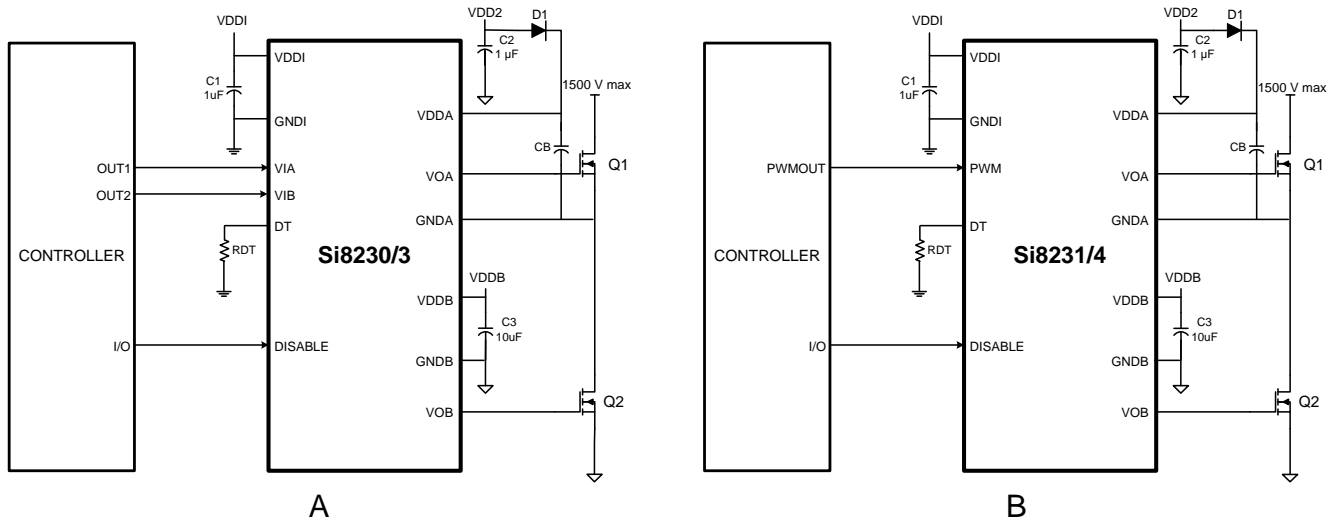 VDDI
VDDI
C1
1uF
GNDI
VDD2
D1
C2
1 µF
1500 V max
VDDA
CB
Q1
OUT1
VIA
VOA
OUT2
VIB
GNDA
DT
RDT
CONTROLLER
Si8230/3
VDDB
VDDB
C3
10uF
I/O
DISABLE
GNDB
VOB
Q2
A
VDDI
VDDI
C1
1uF
GNDI
VDD2
D1
C2
1 µF
1500 V max
VDDA
CB
Q1
PWMOUT
PWM
VOA
GNDA
DT
RDT
CONTROLLER
Si8231/4
VDDB
VDDB
C3
10uF
I/O
DISABLE
GNDB
VOB
Q2
B